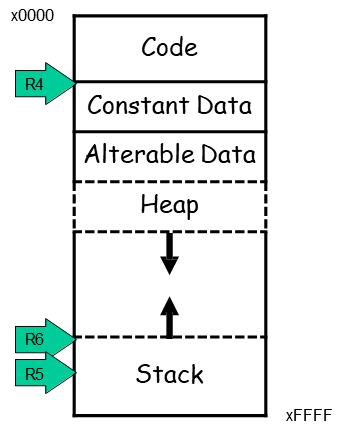 x0000
Code
R4
Constant Data
Alterable Data
Heap
R6
R5
Stack
xFFFF